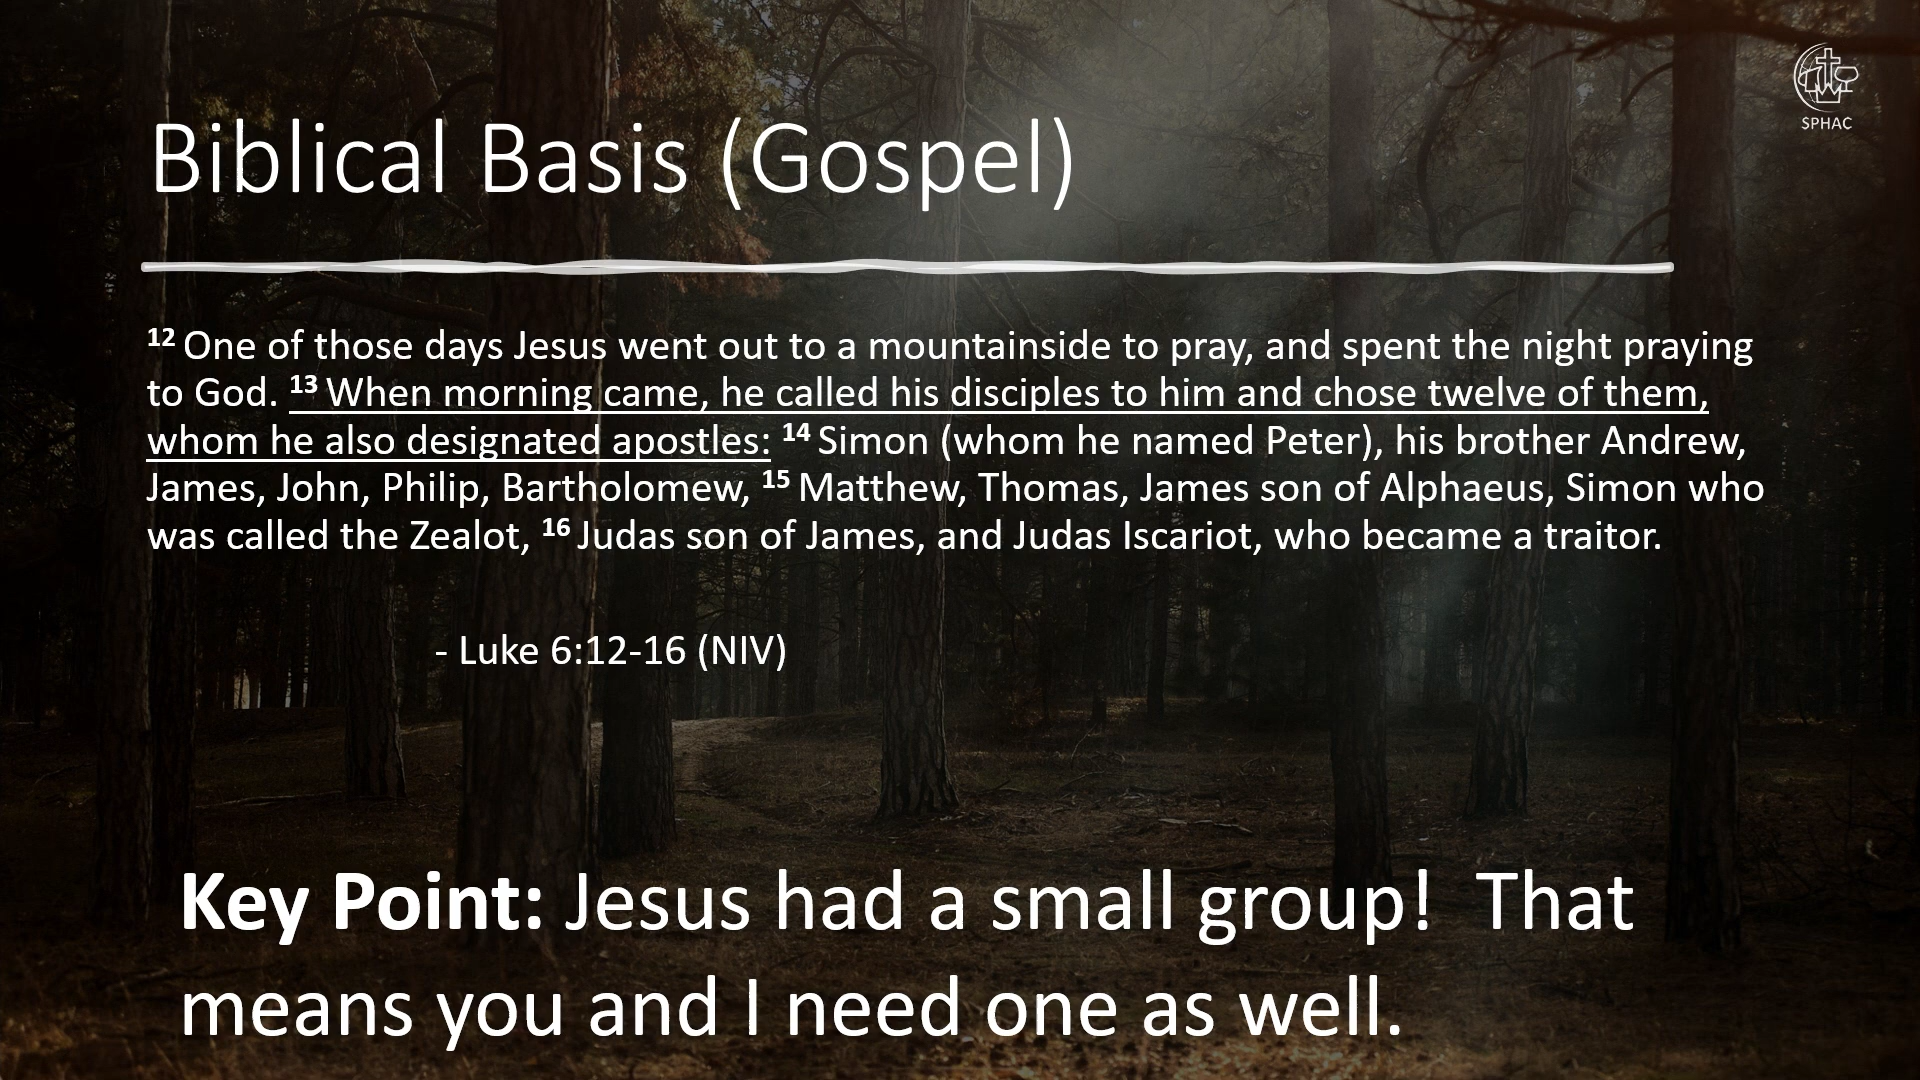 SPHAC
Biblical Basis (Gospel)
12 One of those days Jesus went out to a mountainside to pray, and spent the night praying
to God. 13 When morning came, he called his disciples to him and chose twelve of them,
whom he also designated apostles: 14 Simon (whom he named Peter), his brother Andrew,
James, John, Philip, Bartholomew, 15 Matthew, Thomas, James son of Alphaeus, Simon who
was called the Zealot, 16 Judas son of James, and Judas Iscariot, who became a traitor.
- Luke 6:12-16 (NIV)
Key Point: Jesus had a small group!  That
means you and I need one as well.